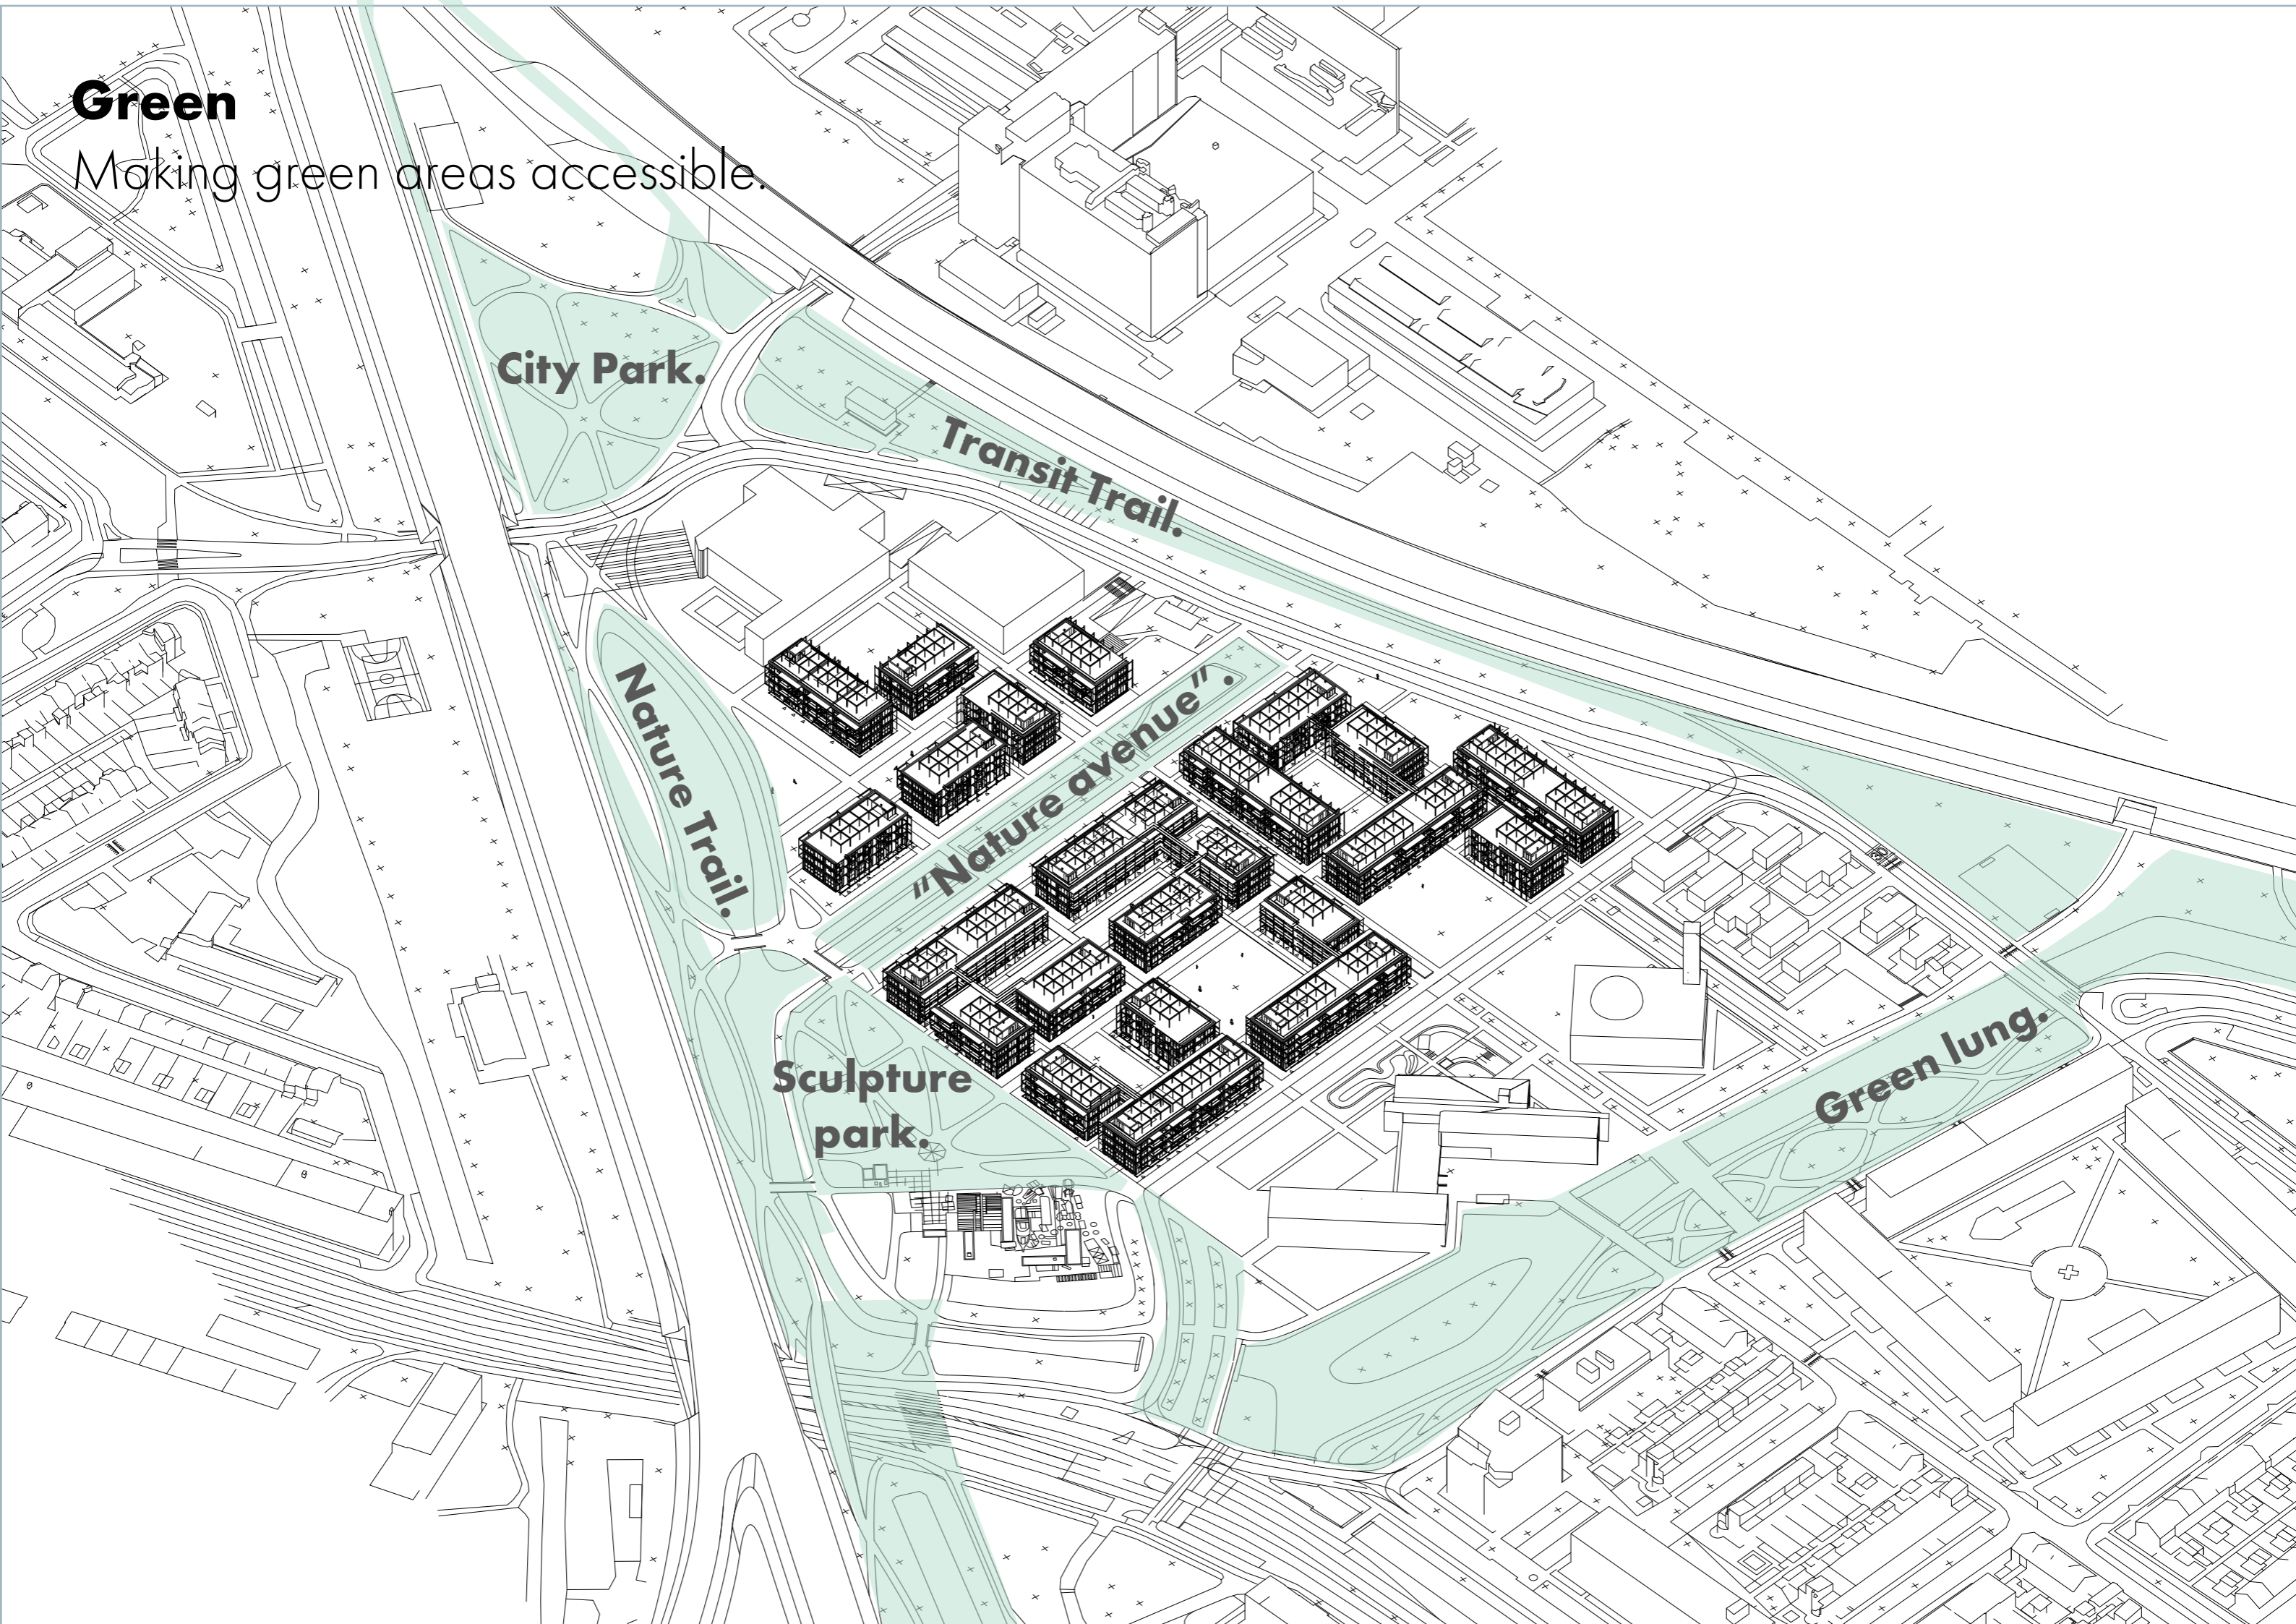 Green
Making green areas accessible.
City Park.
Transit Trail.
Nature Trail.
"Nature avenue".
Sculpture
park.
Green lung.